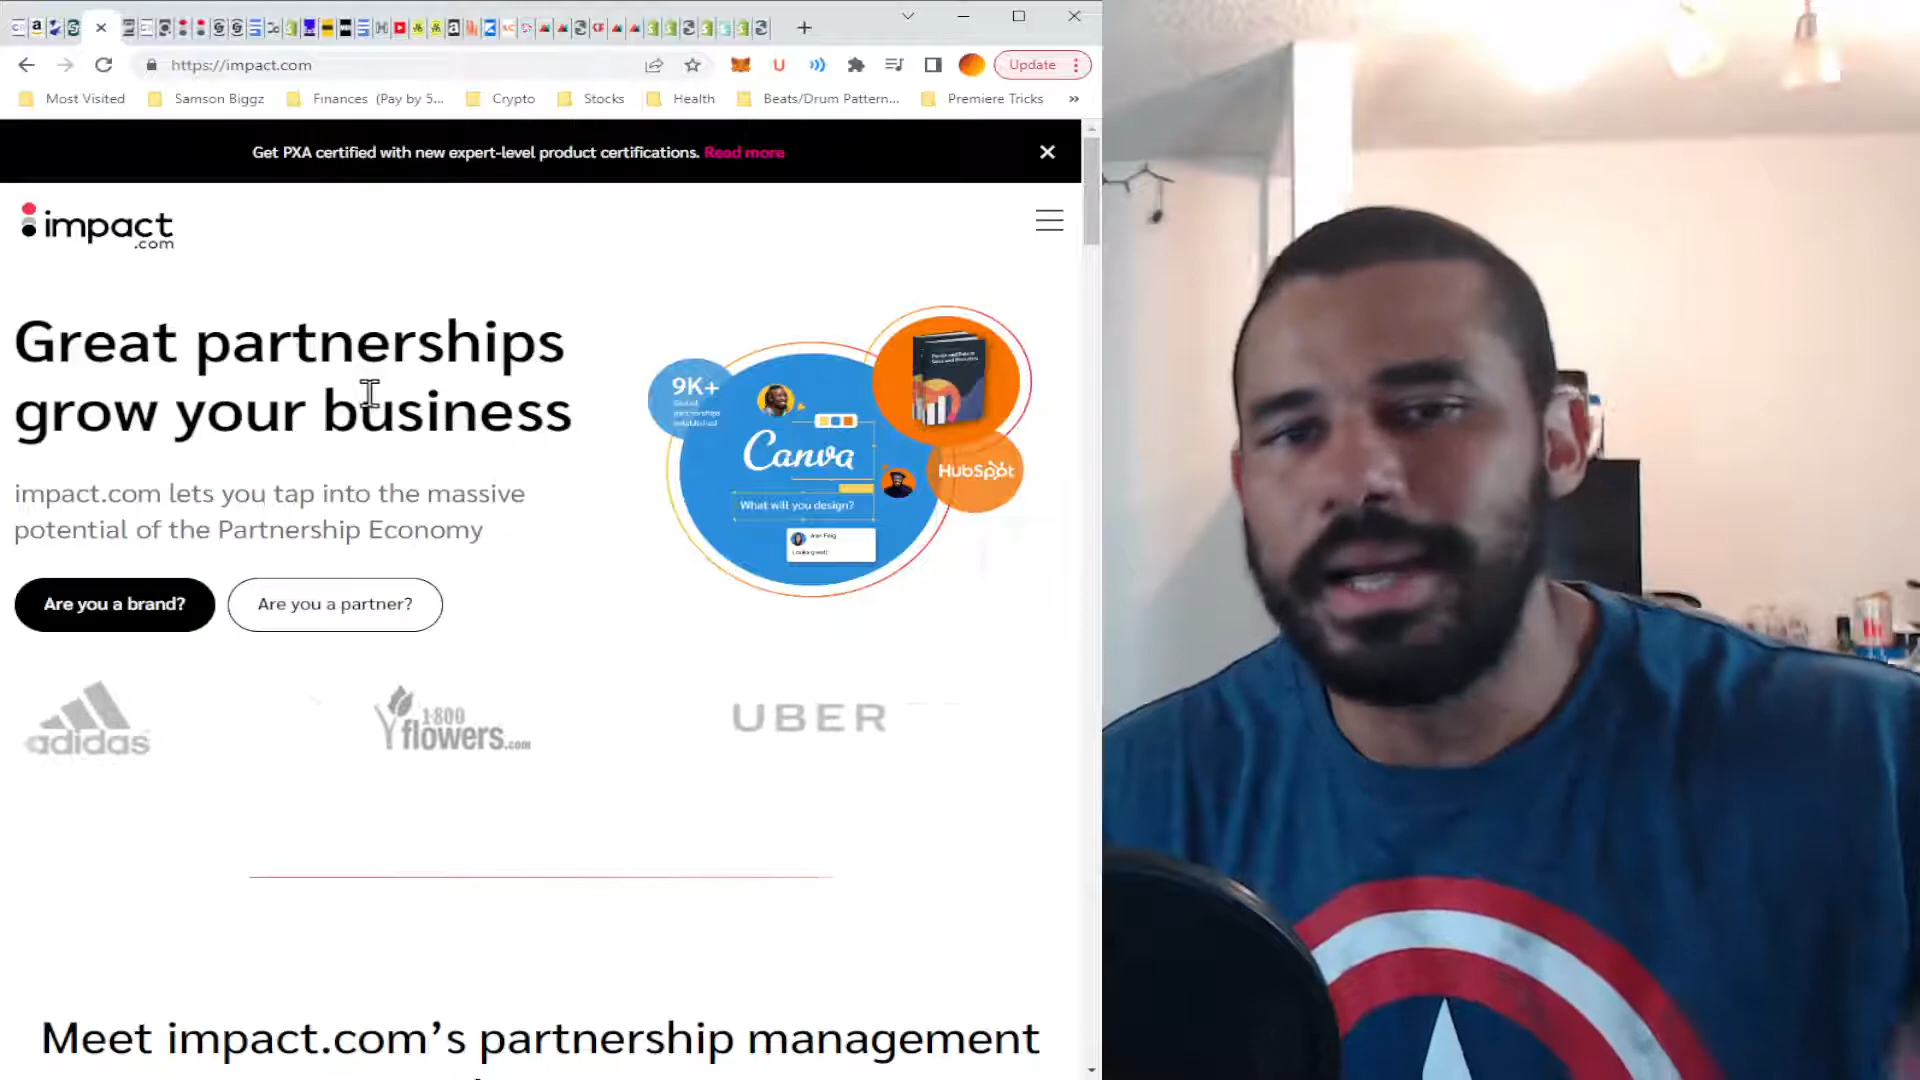 https://impact.com
Update
Most Visited
Samson Biggz
Finances (Pay by 5...
Crypto
Stocks
Health
Beats/Drum Pattern...
Premiere Tricks
»
Get PXA certified with new expert-level product certifications. Read more
impact
.com
Great partnerships
grow your business
impact.com lets you tap into the massive
potential of the Partnership Economy
Are you a brand?
Are you a partner?
9K+
Global
partnerships
established
Canva
What will you design?
HubSpot
adidas
1-800
flowers.com
UBER
Meet impact.com’s partnership management